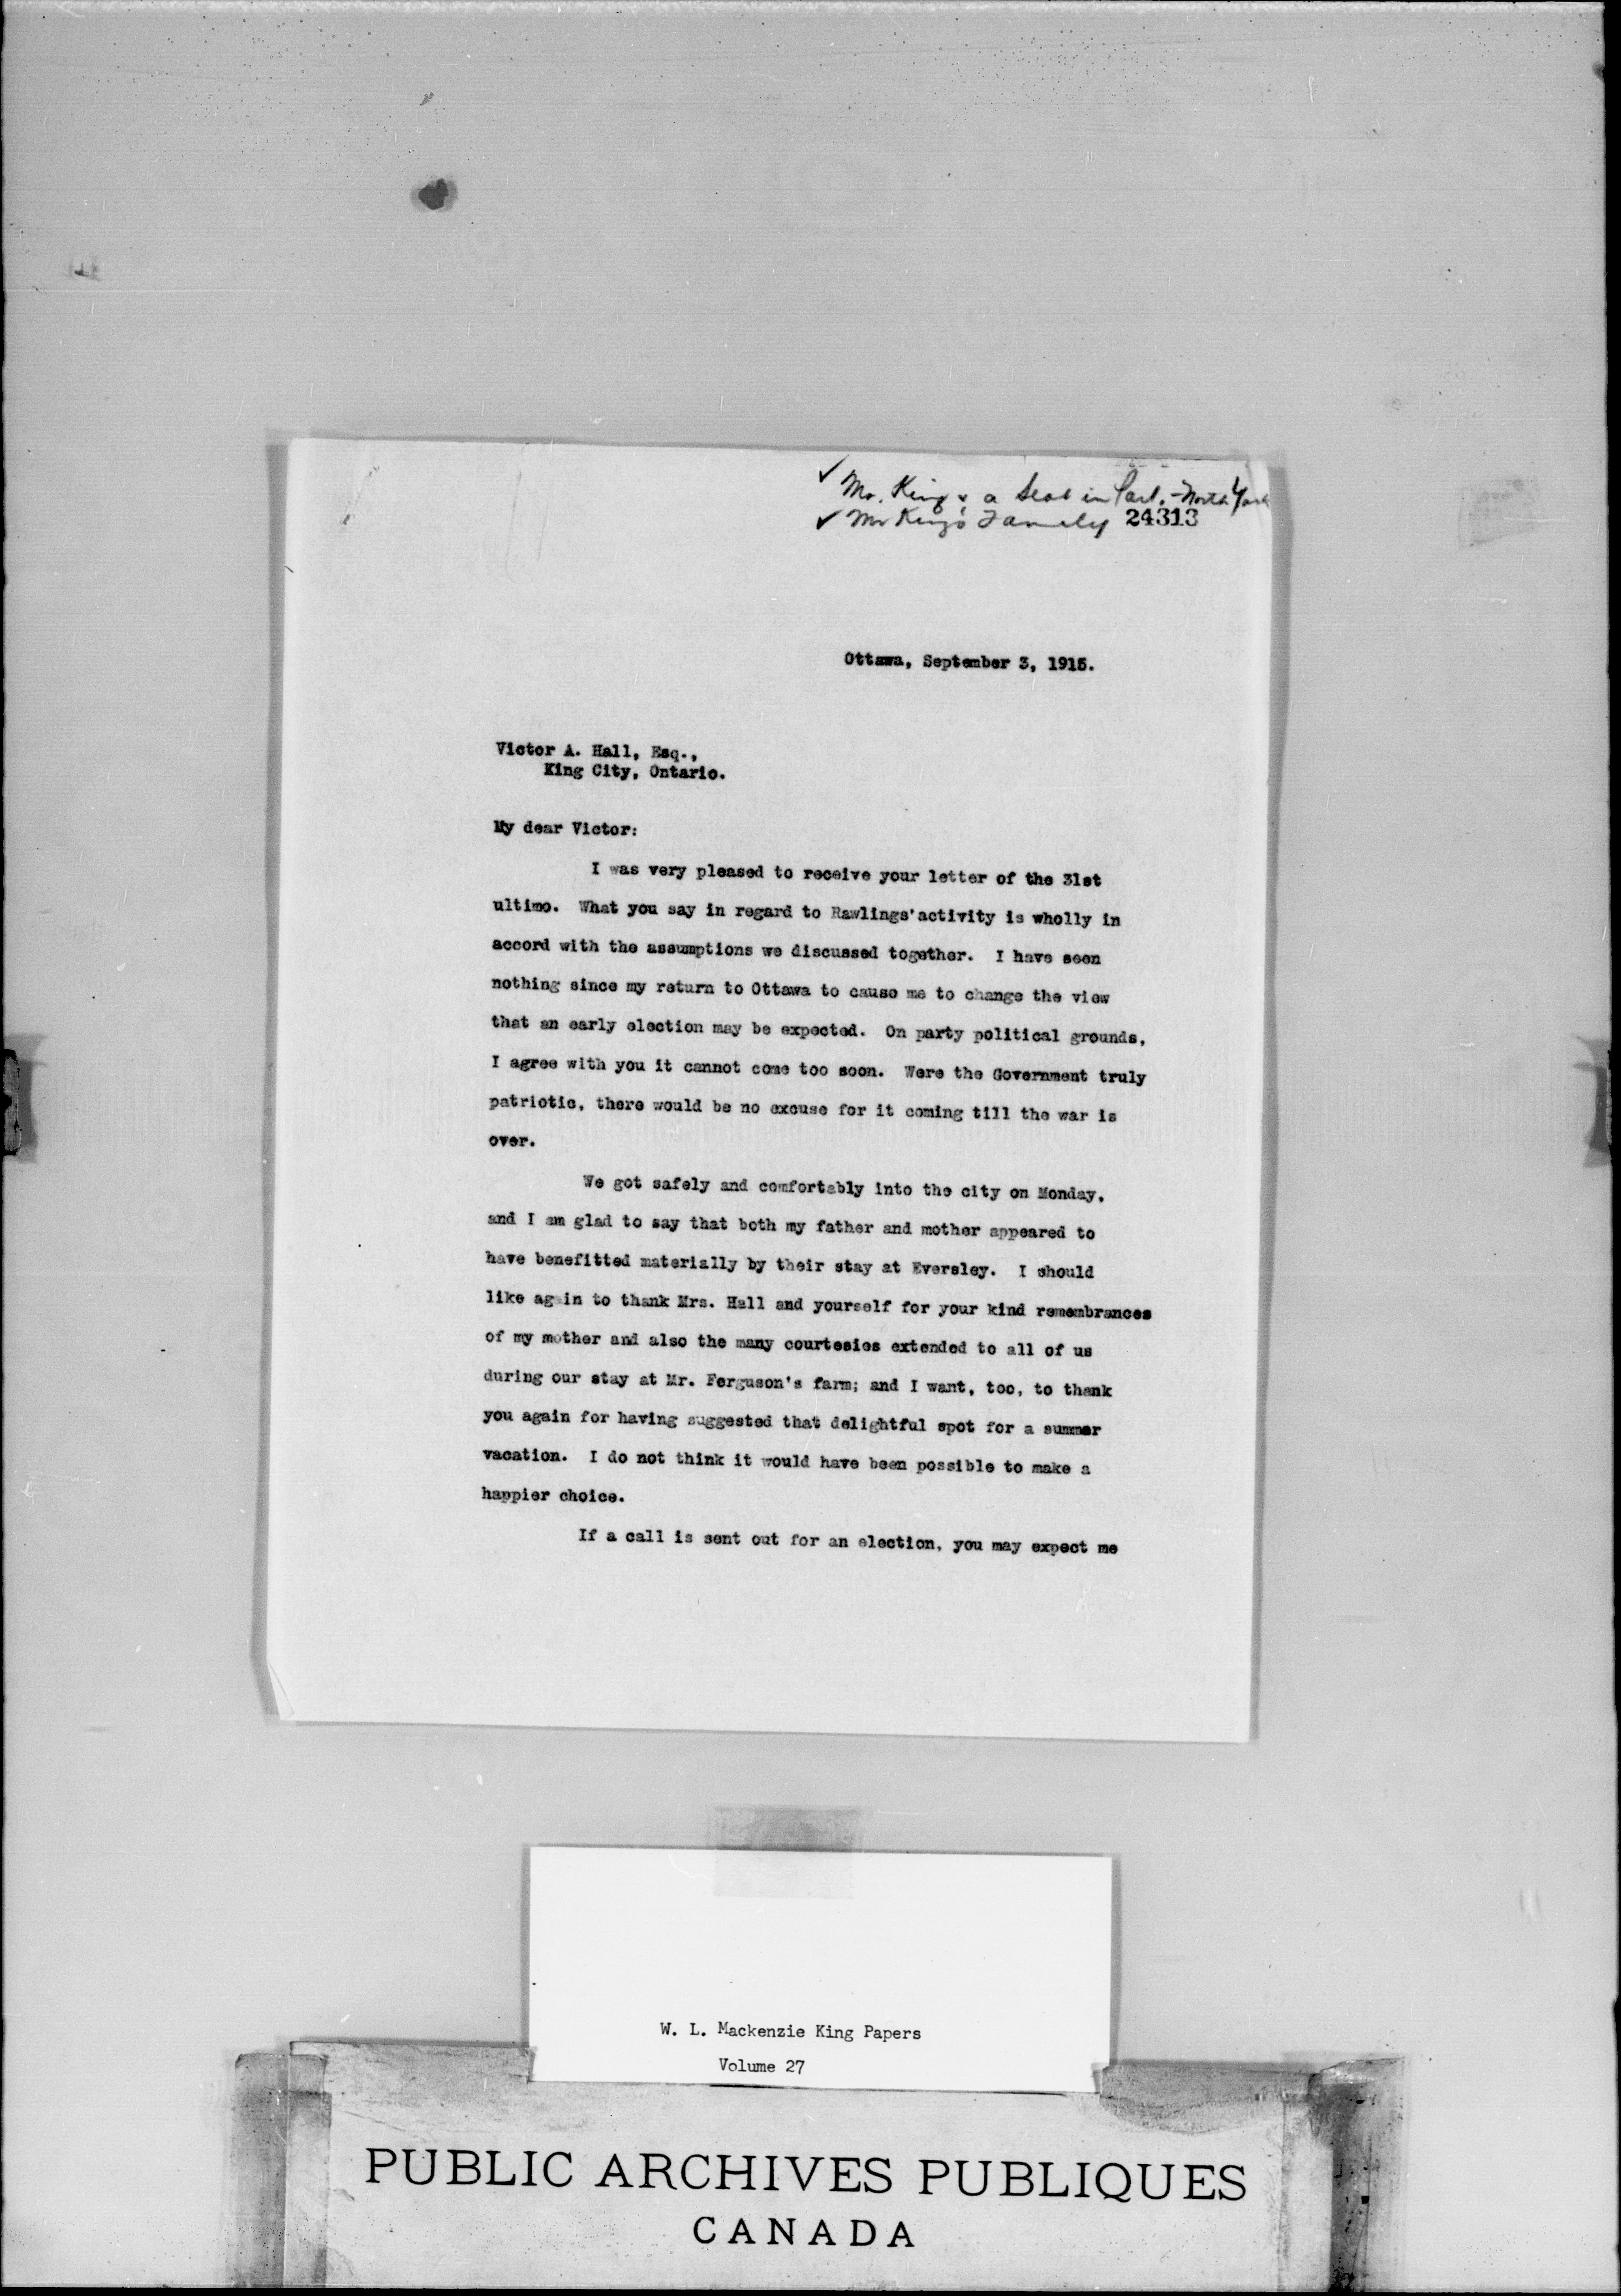 ✓ Mr. King & a Seat in Parl. - North York
✓ Mr King's Family 24313
Ottawa, September 3, 1915.
Victor A. Hall, Esq.,
King City, Ontario.
My dear Victor:
I was very pleased to receive your letter of the 31st
ultimo. What you say in regard to Rawlings'activity is wholly in
accord with the assumptions we discussed together. I have seen
nothing since my return to Ottawa to cause me to change the view
that an early election may be expected. On party political grounds,
I agree with you it cannot come too soon. Were the Government truly
patriotic, there would be no excuse for it coming till the war is
over.
We got safely and comfortably into the city on Monday,
and I am glad to say that both my father and mother appeared to
have benefitted materially by their stay at Eversley. I should
like again to thank Mrs. Hall and yourself for your kind remembrances
of my mother and also the many courtesies extended to all of us
during our stay at Mr. Ferguson's farm; and I want, too, to thank
you again for having suggested that delightful spot for a summer
vacation. I do not think it would have been possible to make a
happier choice.
If a call is sent out for an election, you may expect me
W. L. Mackenzie King Papers
Volume 27
PUBLIC ARCHIVES PUBLIQUES
CANADA